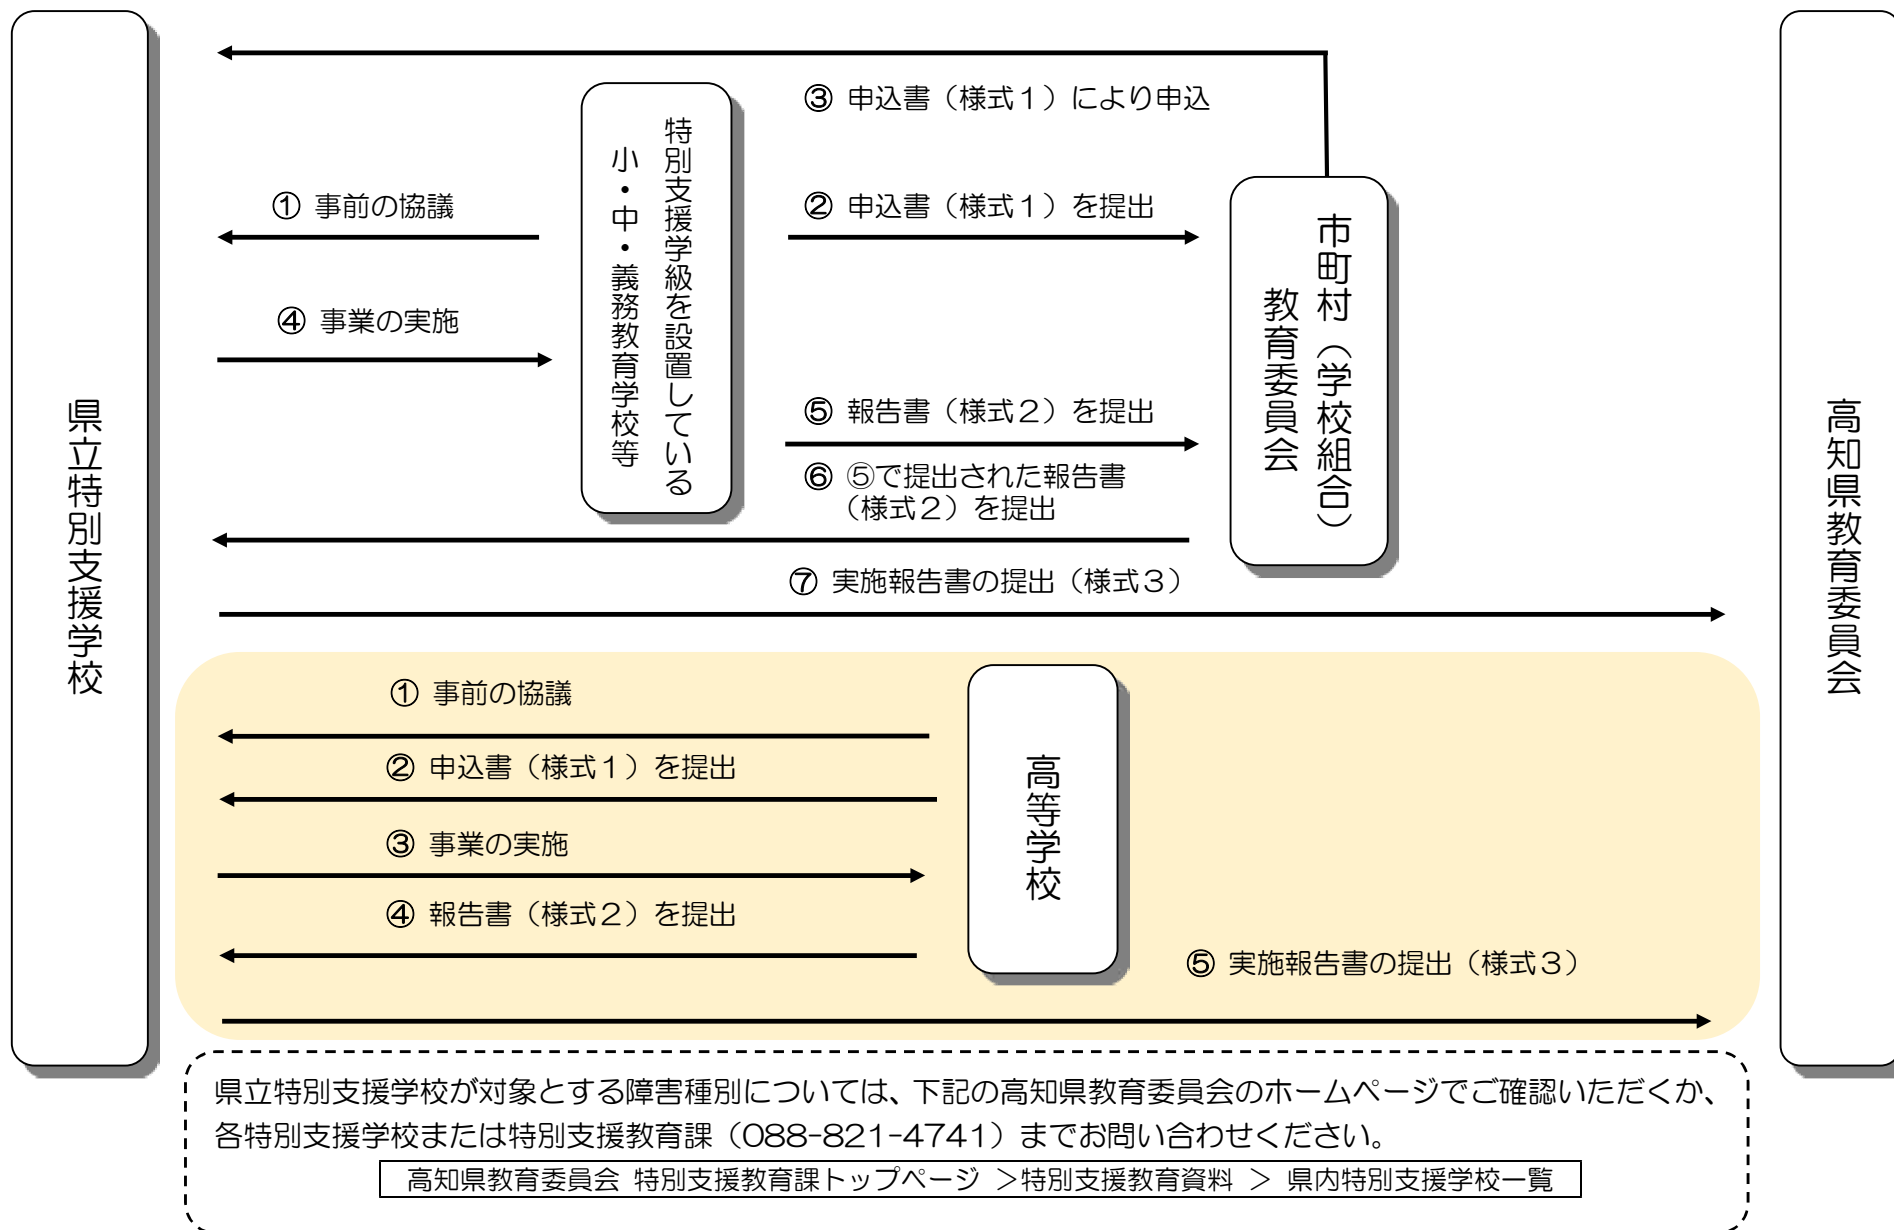 県立特別支援学校
③ 申込書（様式１）により申込
特別支援学級を設置している
小・中・義務教育学校等
① 事前の協議
② 申込書（様式１）を提出
市町村（学校組合）
教育委員会
④ 事業の実施
⑤ 報告書（様式２）を提出
⑥ ⑤で提出された報告書
（様式２）を提出
⑦ 実施報告書の提出（様式３）
高知県教育委員会
① 事前の協議
② 申込書（様式１）を提出
③ 事業の実施
④ 報告書（様式２）を提出
高等学校
⑤ 実施報告書の提出（様式３）
県立特別支援学校が対象とする障害種別については、下記の高知県教育委員会のホームページでご確認いただくか、
各特別支援学校または特別支援教育課（088-821-4741）までお問い合わせください。
高知県教育委員会 特別支援教育課トップページ ＞特別支援教育資料 ＞ 県内特別支援学校一覧